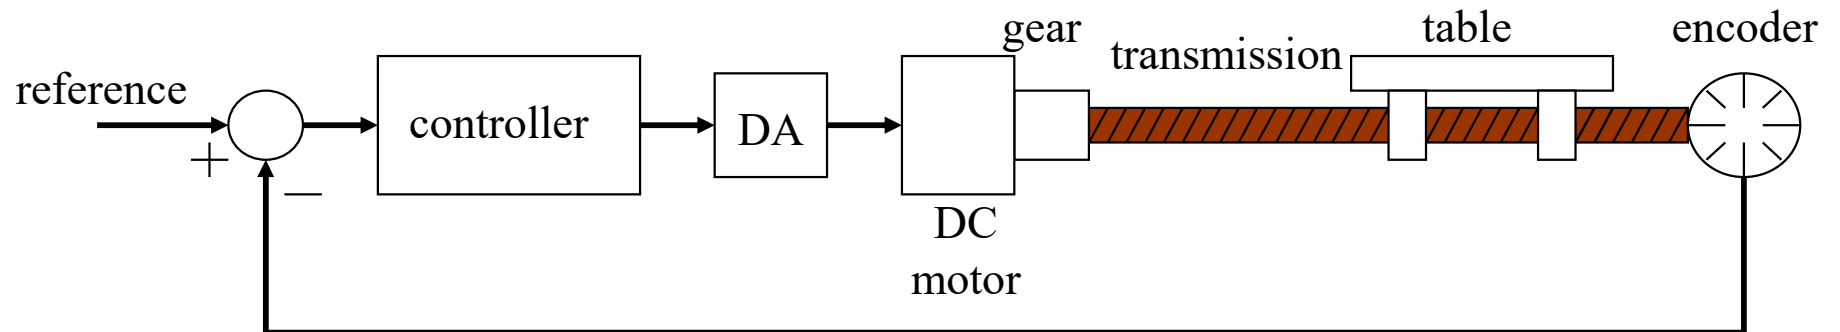 gear
transmission
table
encoder
reference
controller
DA
+
−
DC
motor